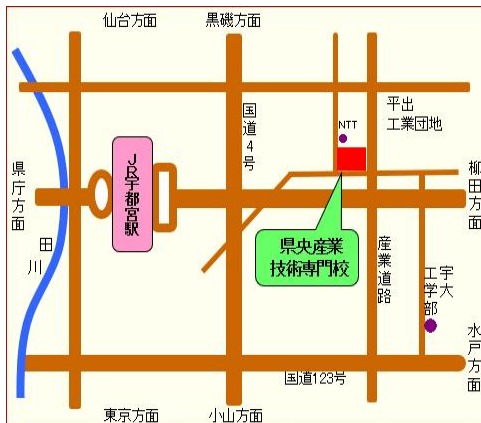 仙台方面
黒磯方面
国道4号
平出
工業団地
NTT
県庁方面
JR宇都宮駅
柳田方面
田川
県央産業
技術専門校
産業道路
宇大
工学部
水戸方面
国道123号
東京方面
小山方面